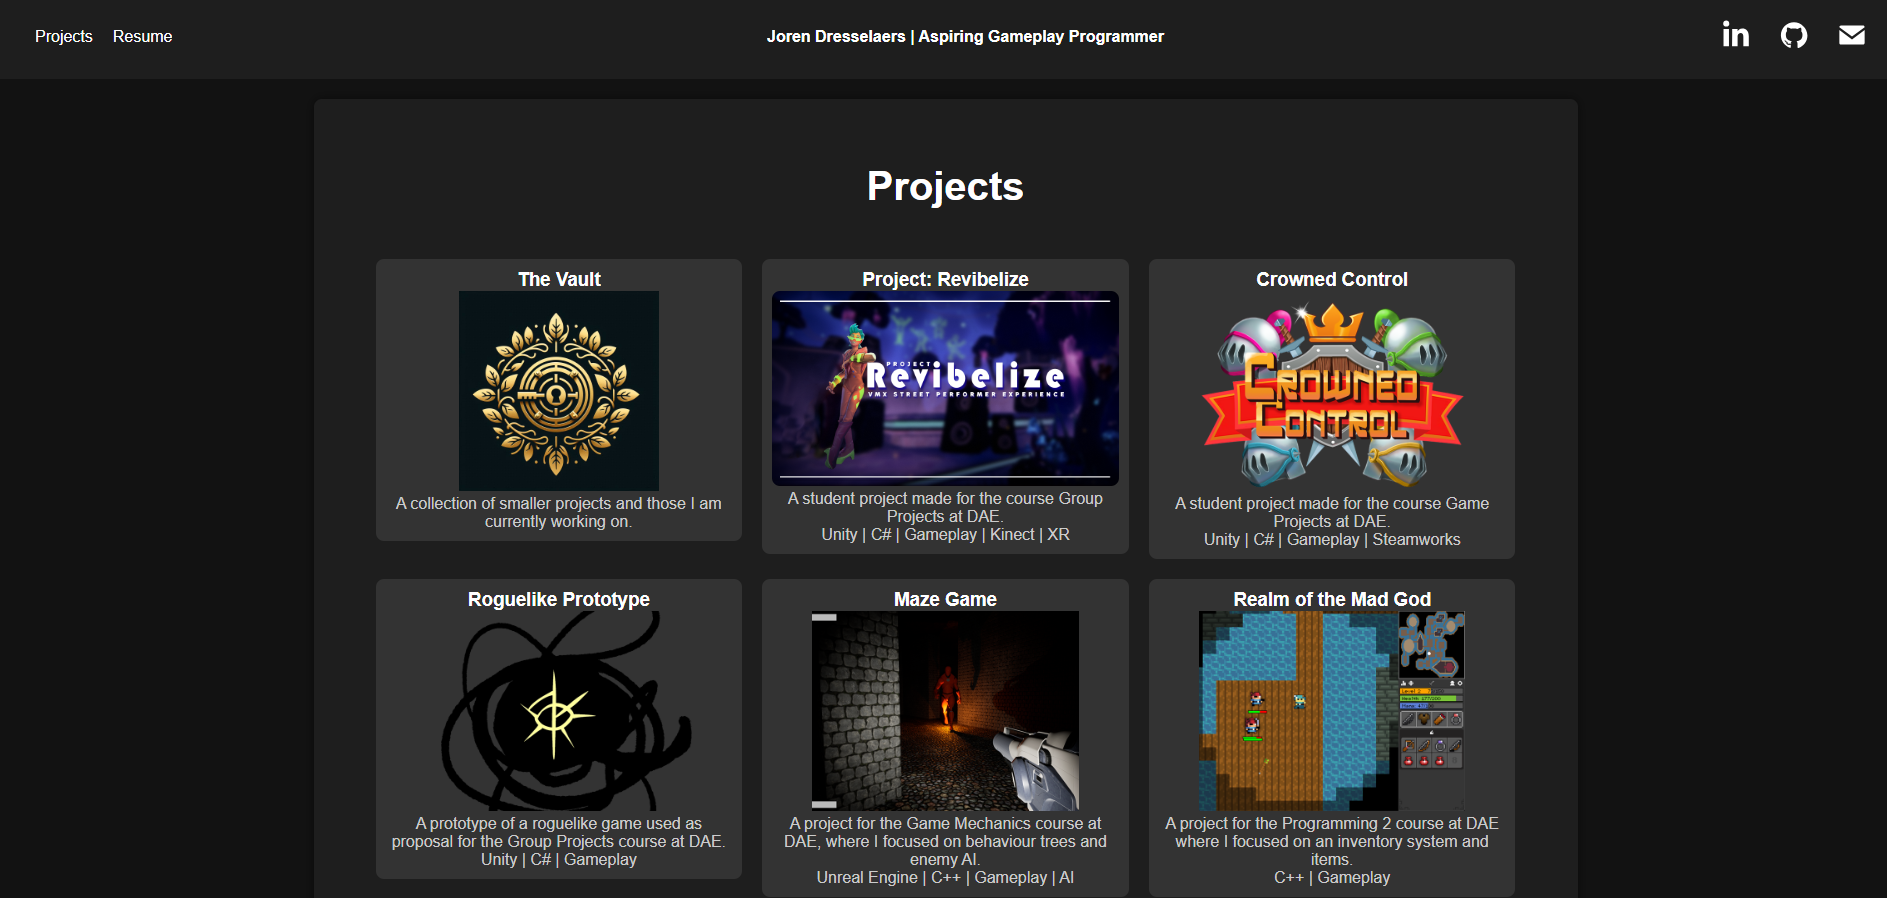 Projects Resume
Joren Dresselaers | Aspiring Gameplay Programmer
Projects
The Vault
A collection of smaller projects and those I am
currently working on.
Project: Revibelize
PROJECT
Revibelize
VMX STREET PERFORMER EXPERIENCE
A student project made for the course Group
Projects at DAE.
Unity | C# | Gameplay | Kinect | XR
Crowned Control
CROWNED
CONTROL
A student project made for the course Game
Projects at DAE.
Unity | C# | Gameplay | Steamworks
Roguelike Prototype
A prototype of a roguelike game used as
proposal for the Group Projects course at DAE.
Unity | C# | Gameplay
Maze Game
A project for the Game Mechanics course at
DAE, where I focused on behaviour trees and
enemy AI.
Unreal Engine | C++ | Gameplay | AI
Realm of the Mad God
A project for the Programming 2 course at DAE
where I focused on an inventory system and
items.
C++ | Gameplay